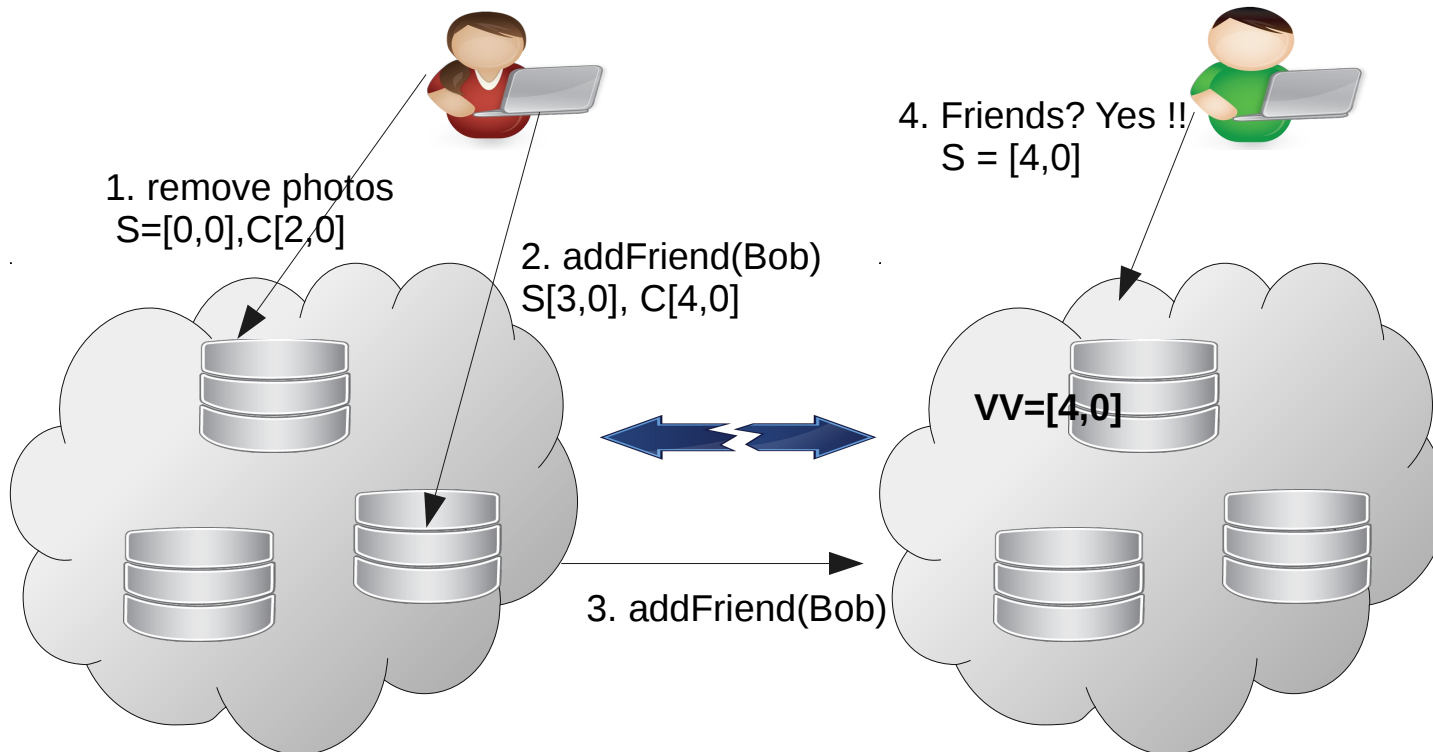 1. remove photos
S=[0,0],C[2,0]
2. addFriend(Bob)
S[3,0], C[4,0]
3. addFriend(Bob)
4. Friends? Yes !!
S = [4,0]
VV=[4,0]